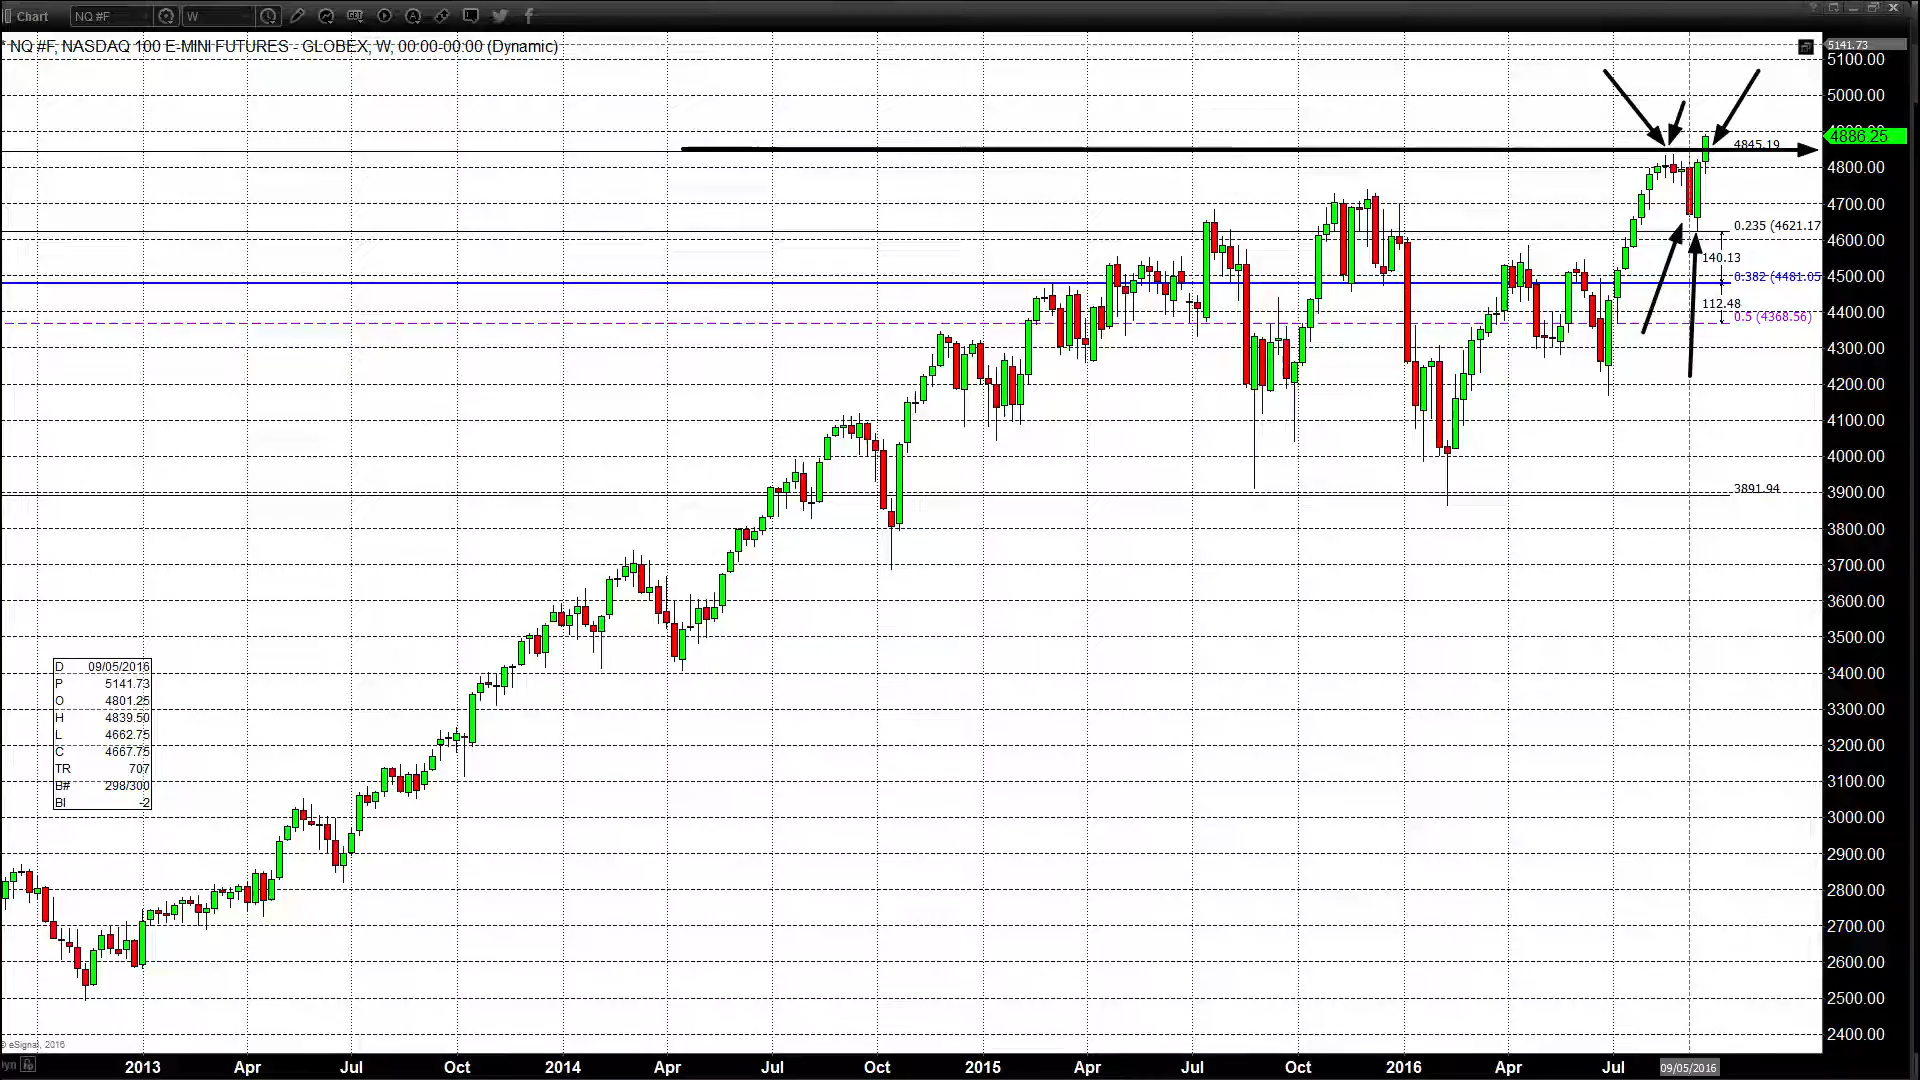 Chart NQ #F W
* NQ #F, NASDAQ 100 E-MINI FUTURES - GLOBEX, W, 00:00-00:00 (Dynamic)
5141.73
5100.00
5000.00
4886.25
4845.19
4800.00
4700.00
0.235 (4621.17
4600.00
140.13
0.382 (4481.05
4500.00
112.48
0.5 (4368.56)
4400.00
4300.00
4200.00
4100.00
4000.00
3891.94
3900.00
3800.00
3700.00
3600.00
3500.00
3400.00
3300.00
3200.00
3100.00
3000.00
2900.00
2800.00
2700.00
2600.00
2500.00
2400.00
D 09/05/2016
P 5141.73
O 4801.25
H 4839.50
L 4662.75
C 4667.75
TR 707
B# 298/300
BI -2
© eSignal, 2016
2013 Apr Jul Oct 2014 Apr Jul Oct 2015 Apr Jul Oct 2016 Apr Jul 09/05/2016